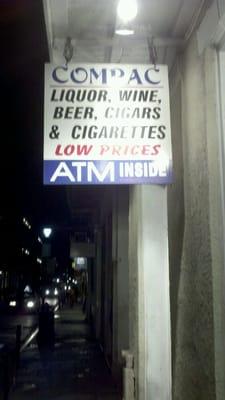 COMPAC
LIQUOR, WINE,
BEER, CIGARS
& CIGARETTES
LOW PRICES
ATM INSIDE